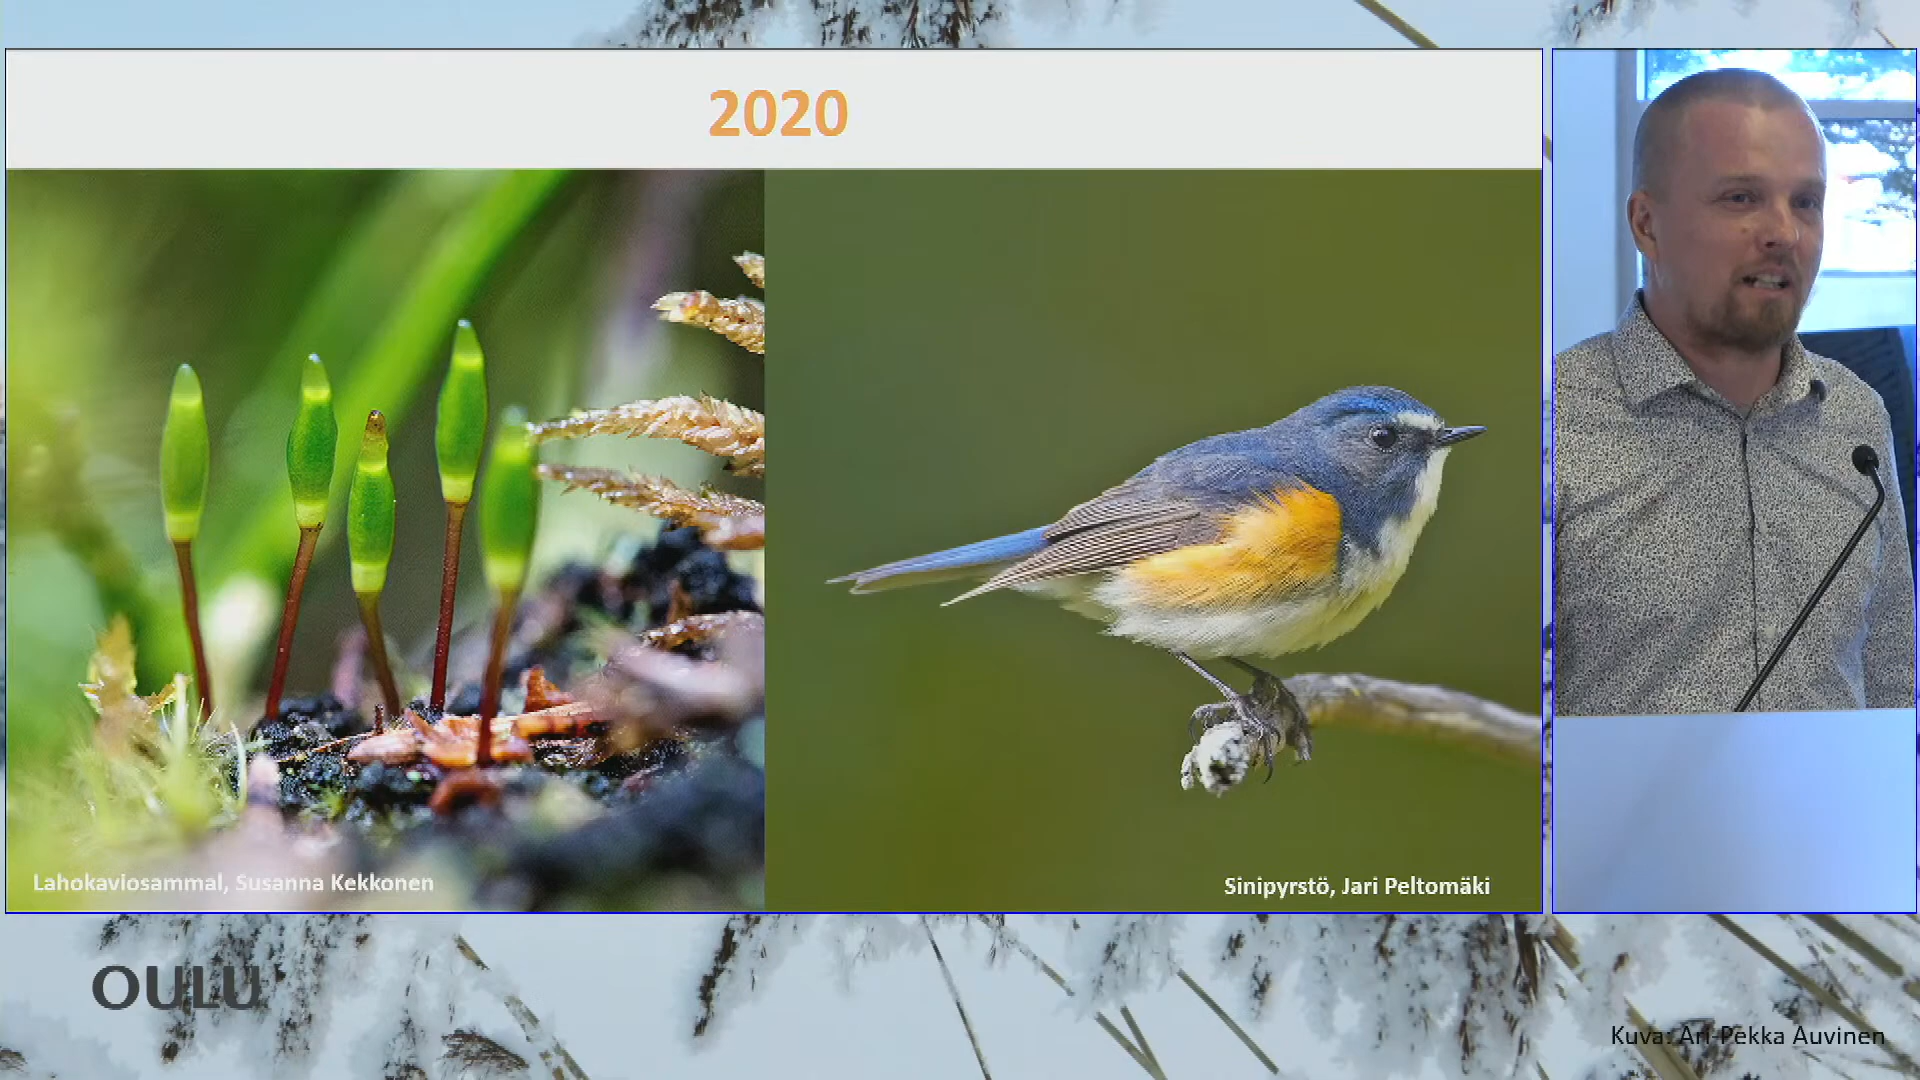 2020
Lahokaviosammal, Susanna Kekkonen
Sinipyrstö, Jari Peltomäki
OULU
Kuva: Ari-Pekka Auvinen